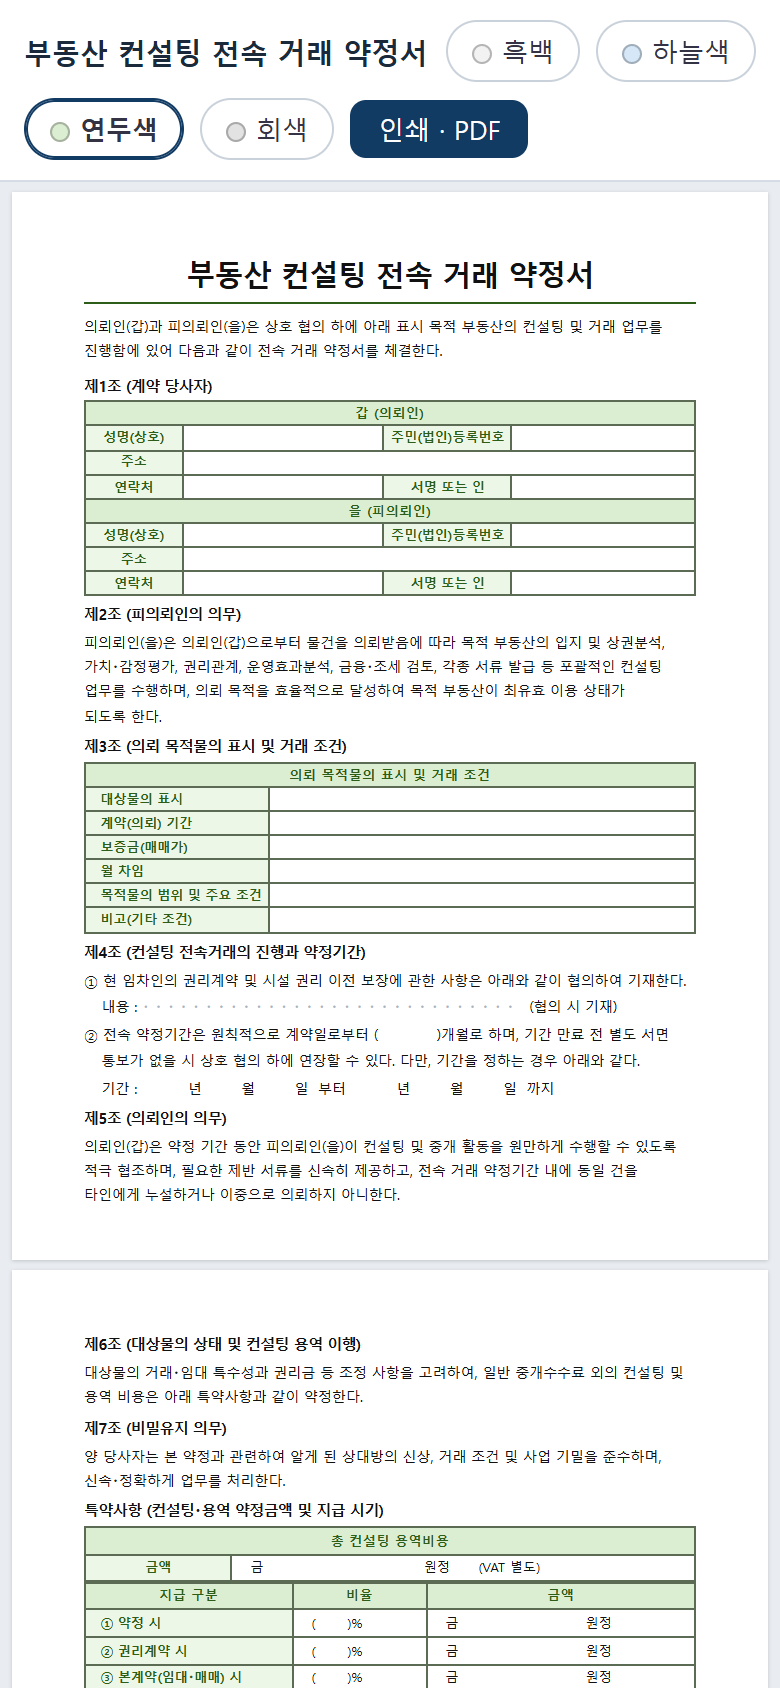 부동산 컨설팅 전속 거래 약정서
흑백
하늘색
연두색
회색
인쇄 · PDF
부동산 컨설팅 전속 거래 약정서
의뢰인(갑)과 피의뢰인(을)은 상호 협의 하에 아래 표시 목적 부동산의 컨설팅 및 거래 업무를
진행함에 있어 다음과 같이 전속 거래 약정서를 체결한다.
제1조 (계약 당사자)
갑 (의뢰인)
성명(상호) 주민(법인)등록번호
주소
연락처 서명 또는 인
을 (피의뢰인)
성명(상호) 주민(법인)등록번호
주소
연락처 서명 또는 인
제2조 (피의뢰인의 의무)
피의뢰인(을)은 의뢰인(갑)으로부터 물건을 의뢰받음에 따라 목적 부동산의 입지 및 상권분석,
가치·감정평가, 권리관계, 운영효과분석, 금융·조세 검토, 각종 서류 발급 등 포괄적인 컨설팅
업무를 수행하며, 의뢰 목적을 효율적으로 달성하여 목적 부동산이 최유효 이용 상태가
되도록 한다.
제3조 (의뢰 목적물의 표시 및 거래 조건)
의뢰 목적물의 표시 및 거래 조건
대상물의 표시
계약(의뢰) 기간
보증금(매매가)
월 차임
목적물의 범위 및 주요 조건
비고(기타 조건)
제4조 (컨설팅 전속거래의 진행과 약정기간)
① 현 임차인의 권리계약 및 시설 권리 이전 보장에 관한 사항은 아래와 같이 협의하여 기재한다.
내용 : · · · · · · · · · · · · · · · · · · · · · · · · · · · · · · (협의 시 기재)
② 전속 약정기간은 원칙적으로 계약일로부터 ( )개월로 하며, 기간 만료 전 별도 서면
통보가 없을 시 상호 협의 하에 연장할 수 있다. 다만, 기간을 정하는 경우 아래와 같다.
기간 : 년 월 일 부터 년 월 일 까지
제5조 (의뢰인의 의무)
의뢰인(갑)은 약정 기간 동안 피의뢰인(을)이 컨설팅 및 중개 활동을 원만하게 수행할 수 있도록
적극 협조하며, 필요한 제반 서류를 신속히 제공하고, 전속 거래 약정기간 내에 동일 건을
타인에게 누설하거나 이중으로 의뢰하지 아니한다.
제6조 (대상물의 상태 및 컨설팅 용역 이행)
대상물의 거래·임대 특수성과 권리금 등 조정 사항을 고려하여, 일반 중개수수료 외의 컨설팅 및
용역 비용은 아래 특약사항과 같이 약정한다.
제7조 (비밀유지 의무)
양 당사자는 본 약정과 관련하여 알게 된 상대방의 신상, 거래 조건 및 사업 기밀을 준수하며,
신속·정확하게 업무를 처리한다.
특약사항 (컨설팅·용역 약정금액 및 지급 시기)
총 컨설팅 용역비용
금액 금 원정 (VAT 별도)
지급 구분 비율 금액
① 약정 시 ( )% 금 원정
② 권리계약 시 ( )% 금 원정
③ 본계약(임대·매매) 시 ( )% 금 원정